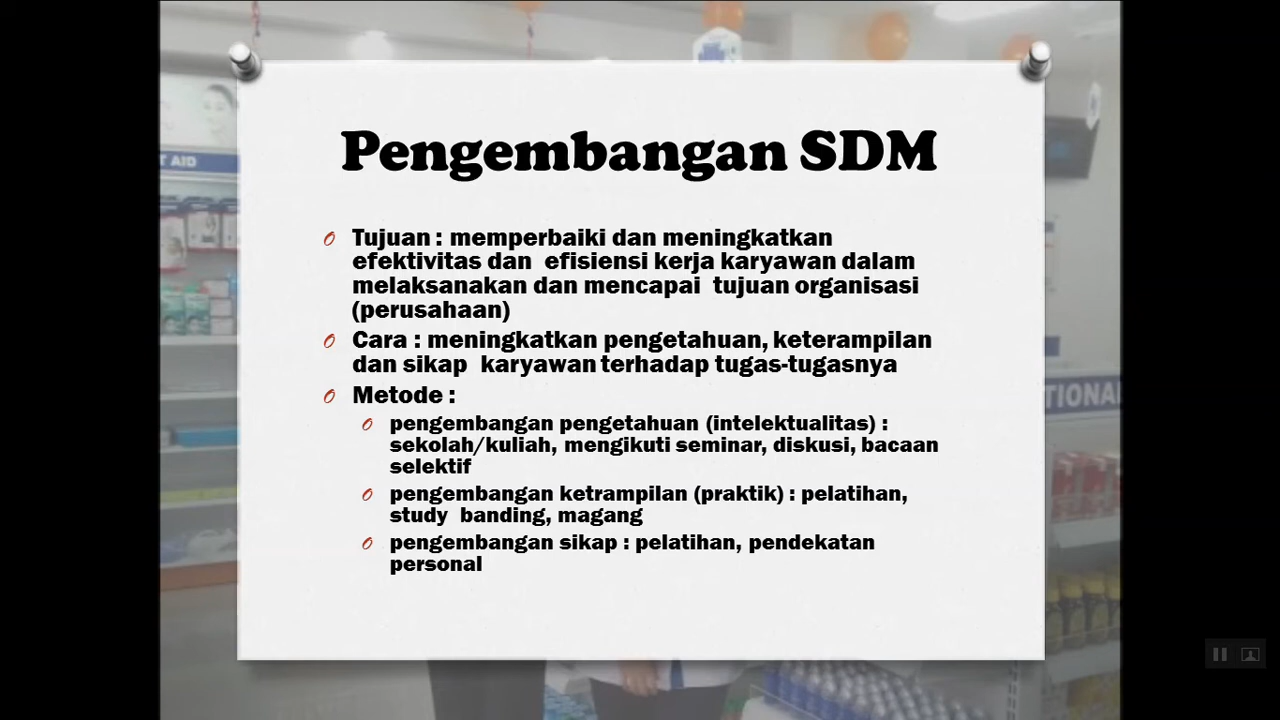 Pengembangan SDM
Tujuan : memperbaiki dan meningkatkan
efektivitas dan efisiensi kerja karyawan dalam
melaksanakan dan mencapai tujuan organisasi
(perusahaan)
Cara : meningkatkan pengetahuan, keterampilan
dan sikap karyawan terhadap tugas-tugasnya
Metode :
pengembangan pengetahuan (intelektualitas) :
sekolah/kuliah, mengikuti seminar, diskusi, bacaan
selektif
pengembangan ketrampilan (praktik) : pelatihan,
study banding, magang
pengembangan sikap : pelatihan, pendekatan
personal
AID
TIONAL